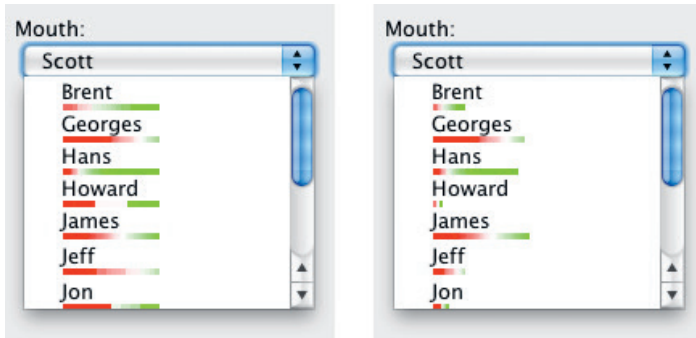 Mouth:
Scott
Brent
Georges
Hans
Howard
James
Jeff
Jon
Mouth:
Scott
Brent
Georges
Hans
Howard
James
Jeff
Jon